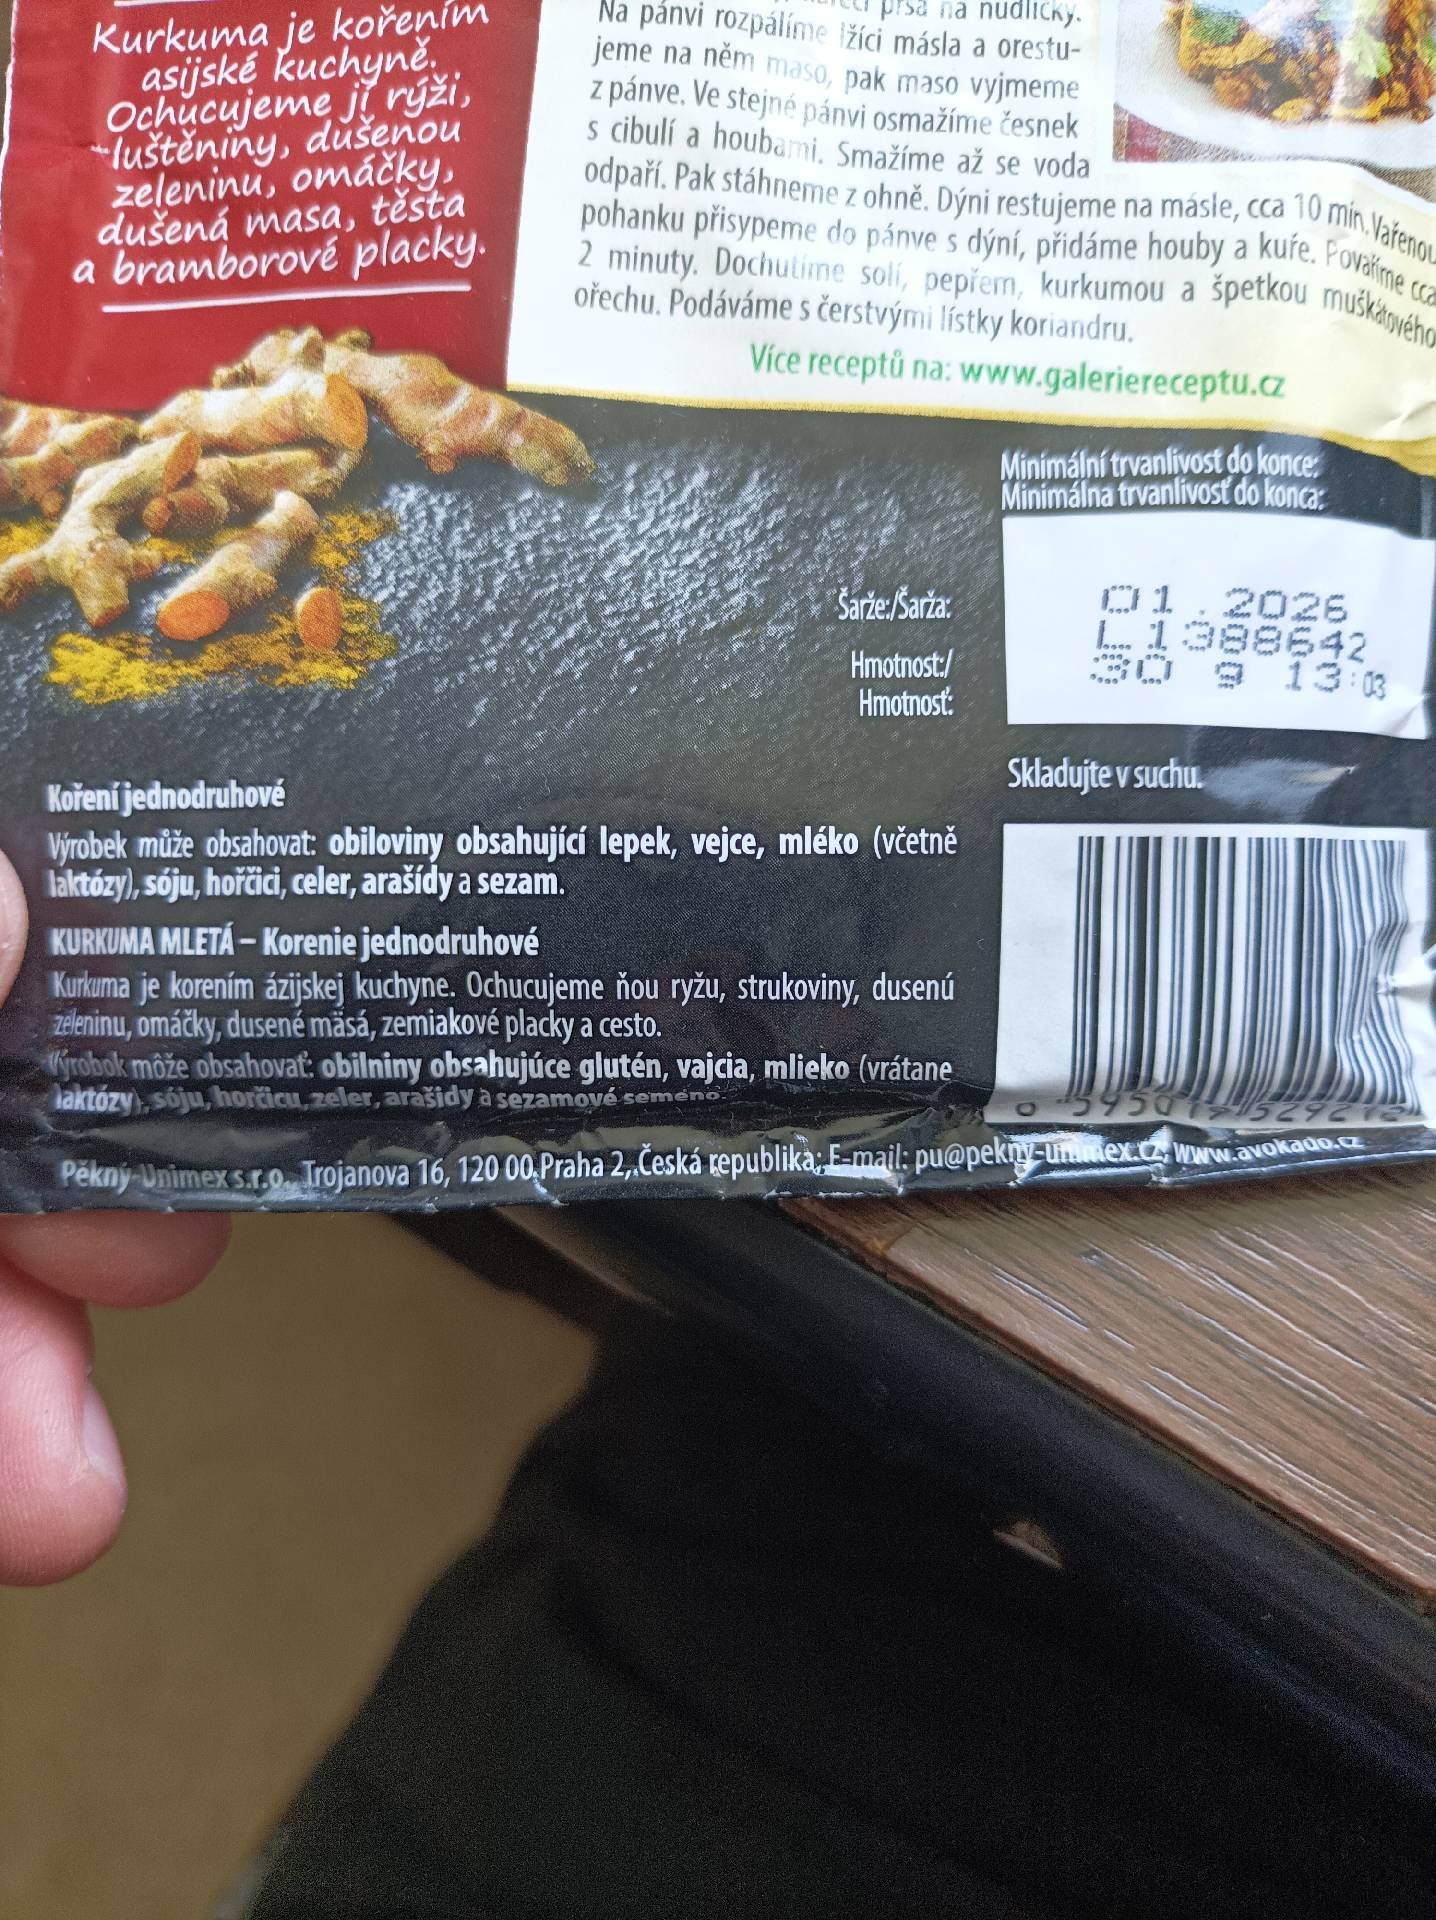 Kurkuma je kořením
asijské kuchyně.
Ochucujeme jí rýži,
luštěniny, dušenou
zeleninu, omáčky,
dušená masa, těsta
a bramborové placky.
prsa na nudličky.
Na pánvi rozpálíme lžíci másla a orestu-
jeme na něm maso, pak maso vyjmeme
z pánve. Ve stejné pánvi osmažíme česnek
s cibulí a houbami. Smažíme až se voda
odpaří. Pak stáhneme z ohně. Dýni restujeme na másle, cca 10 min. Vařenou
pohanku přisypeme do pánve s dýní, přidáme houby a kuře. Povaříme cca
2 minuty. Dochutíme solí, pepřem, kurkumou a špetkou muškátového
ořechu. Podáváme s čerstvými lístky koriandru.
Více receptů na: www.galeriereceptu.cz
Minimální trvanlivost do konce:
Minimálna trvanlivosť do konca:
01.2026
Šarže:/Šarža:
L1388642
Hmotnost:/
Hmotnosť:
30 g 13:03
Skladujte v suchu.
Koření jednodruhové
Výrobek může obsahovat: obiloviny obsahující lepek, vejce, mléko (včetně
laktózy), sóju, hořčici, celer, arašídy a sezam.
KURKUMA MLETÁ – Korenie jednodruhové
Kurkuma je korením ázijskej kuchyne. Ochucujeme ňou ryžu, strukoviny, dusenú
zeleninu, omáčky, dusené mäsá, zemiakové placky a cesto.
Výrobok môže obsahovať: obilniny obsahujúce glutén, vajcia, mlieko (vrátane
laktózy), sóju, horčicu, zeler, arašidy a sezamové semeno.
Pěkný-Unimex s.r.o., Trojanova 16, 120 00 Praha 2, Česká republika; E-mail: pu@pekny-unimex.cz; www.avokado.cz